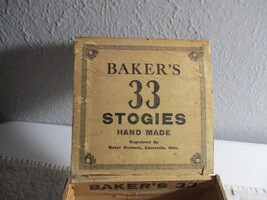 BAKER'S
33
STOGIES
HAND MADE
Registered By
Baker Brothers, Zanesville, Ohio.
BAKER'S 33